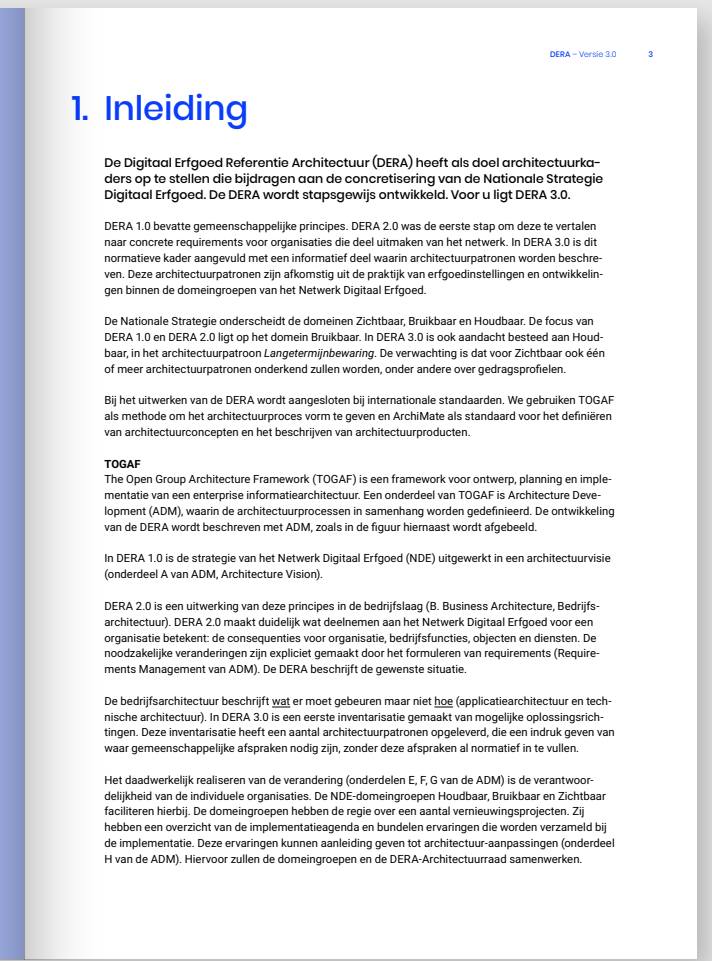 DERA – Versie 3.0 3
1. Inleiding
De Digitaal Erfgoed Referentie Architectuur (DERA) heeft als doel architectuurka-
ders op te stellen die bijdragen aan de concretisering van de Nationale Strategie
Digitaal Erfgoed. De DERA wordt stapsgewijs ontwikkeld. Voor u ligt DERA 3.0.
DERA 1.0 bevatte gemeenschappelijke principes. DERA 2.0 was de eerste stap om deze te vertalen
naar concrete requirements voor organisaties die deel uitmaken van het netwerk. In DERA 3.0 is dit
normatieve kader aangevuld met een informatief deel waarin architectuurpatronen worden beschre-
ven. Deze architectuurpatronen zijn afkomstig uit de praktijk van erfgoedinstellingen en ontwikkelin-
gen binnen de domeingroepen van het Netwerk Digitaal Erfgoed.
De Nationale Strategie onderscheidt de domeinen Zichtbaar, Bruikbaar en Houdbaar. De focus van
DERA 1.0 en DERA 2.0 ligt op het domein Bruikbaar. In DERA 3.0 is ook aandacht besteed aan Houd-
baar, in het architectuurpatroon Langetermijnbewaring. De verwachting is dat voor Zichtbaar ook één
of meer architectuurpatronen onderkend zullen worden, onder andere over gedragsprofielen.
Bij het uitwerken van de DERA wordt aangesloten bij internationale standaarden. We gebruiken TOGAF
als methode om het architectuurproces vorm te geven en ArchiMate als standaard voor het definiëren
van architectuurconcepten en het beschrijven van architectuurproducten.
TOGAF
The Open Group Architecture Framework (TOGAF) is een framework voor ontwerp, planning en imple-
mentatie van een enterprise informatiearchitectuur. Een onderdeel van TOGAF is Architecture Deve-
lopment (ADM), waarin de architectuurprocessen in samenhang worden gedefinieerd. De ontwikkeling
van de DERA wordt beschreven met ADM, zoals in de figuur hiernaast wordt afgebeeld.
In DERA 1.0 is de strategie van het Netwerk Digitaal Erfgoed (NDE) uitgewerkt in een architectuurvisie
(onderdeel A van ADM, Architecture Vision).
DERA 2.0 is een uitwerking van deze principes in de bedrijfslaag (B. Business Architecture, Bedrijfs-
architectuur). DERA 2.0 maakt duidelijk wat deelnemen aan het Netwerk Digitaal Erfgoed voor een
organisatie betekent: de consequenties voor organisatie, bedrijfsfuncties, objecten en diensten. De
noodzakelijke veranderingen zijn expliciet gemaakt door het formuleren van requirements (Require-
ments Management van ADM). De DERA beschrijft de gewenste situatie.
De bedrijfsarchitectuur beschrijft wat er moet gebeuren maar niet hoe (applicatiearchitectuur en tech-
nische architectuur). In DERA 3.0 is een eerste inventarisatie gemaakt van mogelijke oplossingsrich-
tingen. Deze inventarisatie heeft een aantal architectuurpatronen opgeleverd, die een indruk geven van
waar gemeenschappelijke afspraken nodig zijn, zonder deze afspraken al normatief in te vullen.
Het daadwerkelijk realiseren van de verandering (onderdelen E, F, G van de ADM) is de verantwoor-
delijkheid van de individuele organisaties. De NDE-domeingroepen Houdbaar, Bruikbaar en Zichtbaar
faciliteren hierbij. De domeingroepen hebben de regie over een aantal vernieuwingsprojecten. Zij
hebben een overzicht van de implementatieagenda en bundelen ervaringen die worden verzameld bij
de implementatie. Deze ervaringen kunnen aanleiding geven tot architectuur-aanpassingen (onderdeel
H van de ADM). Hiervoor zullen de domeingroepen en de DERA-Architectuurraad samenwerken.